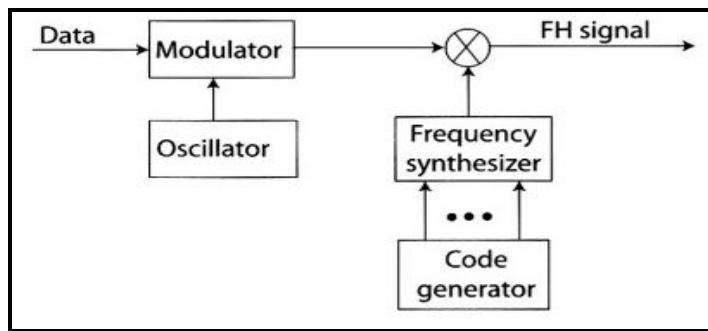 Data
Modulator
FH signal
Oscillator
Frequency
synthesizer
Code
generator